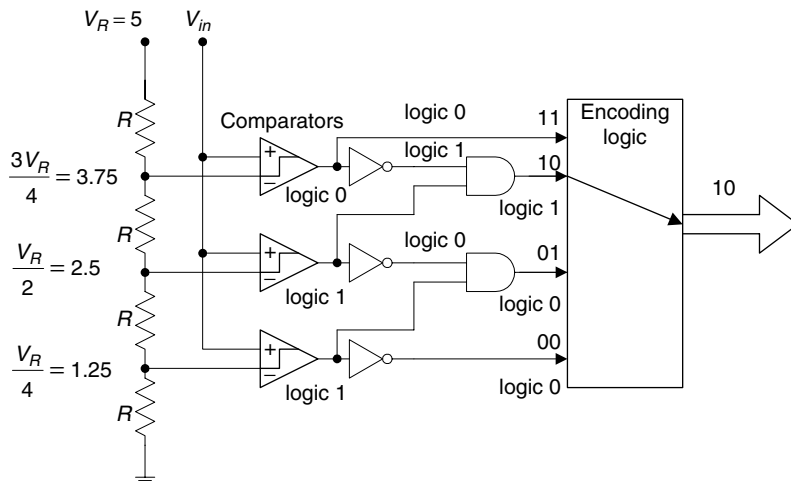 V_R = 5
V_in
R
Comparators
logic 0
11
Encoding
logic
+
−
logic 1
10
10
3V_R/4 = 3.75
logic 0
logic 1
R
+
−
logic 0
01
V_R/2 = 2.5
logic 1
logic 0
R
+
−
00
V_R/4 = 1.25
logic 1
logic 0
R